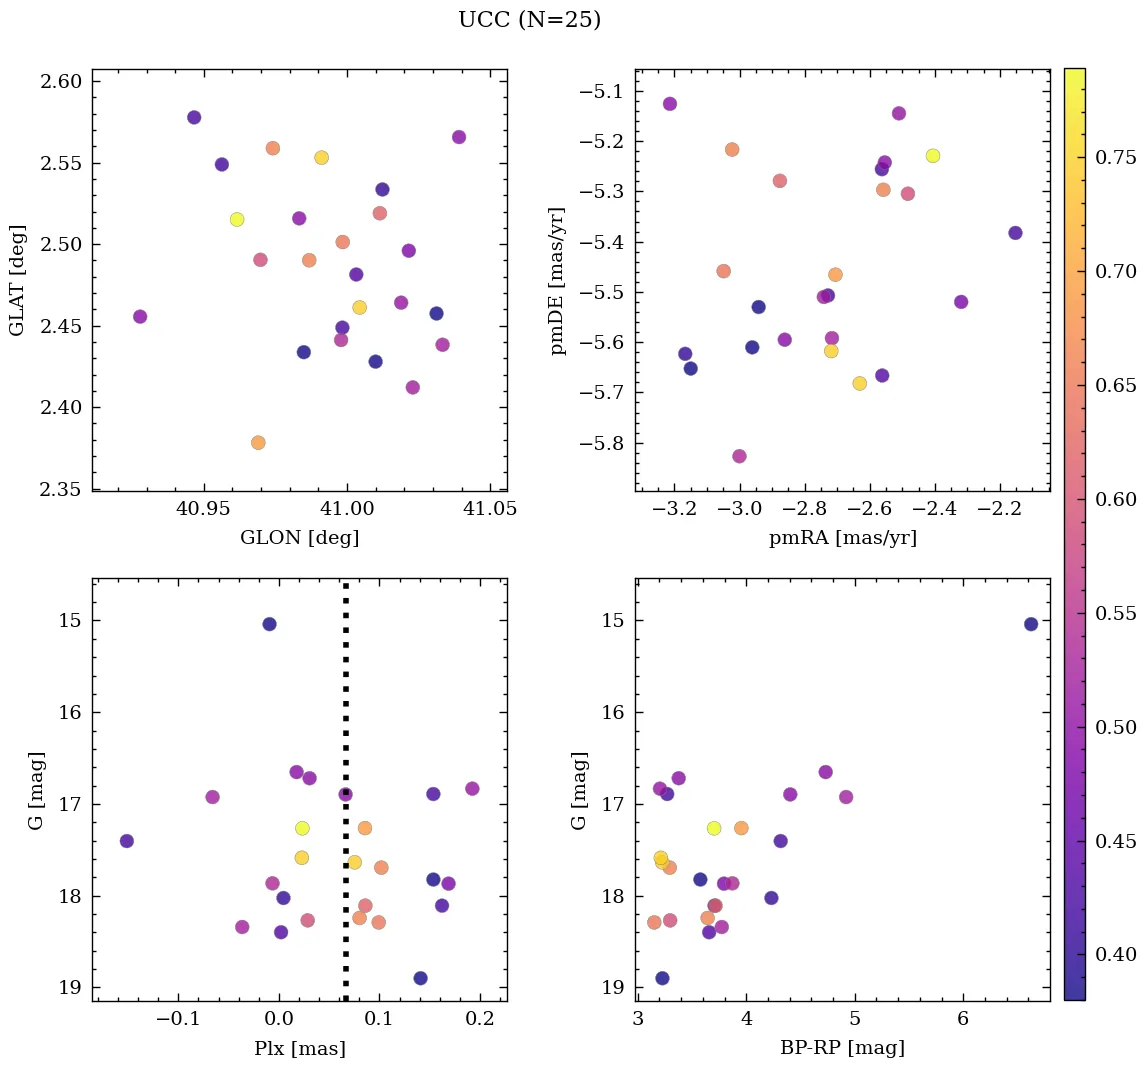 UCC (N=25)
2.60
2.55
2.50
2.45
2.40
2.35
GLAT [deg]
40.95 41.00 41.05
GLON [deg]
−5.1
−5.2
−5.3
−5.4
−5.5
−5.6
−5.7
−5.8
pmDE [mas/yr]
−3.2 −3.0 −2.8 −2.6 −2.4 −2.2
pmRA [mas/yr]
15
16
17
18
19
G [mag]
−0.1 0.0 0.1 0.2
Plx [mas]
15
16
17
18
19
G [mag]
3 4 5 6
BP-RP [mag]
0.75
0.70
0.65
0.60
0.55
0.50
0.45
0.40